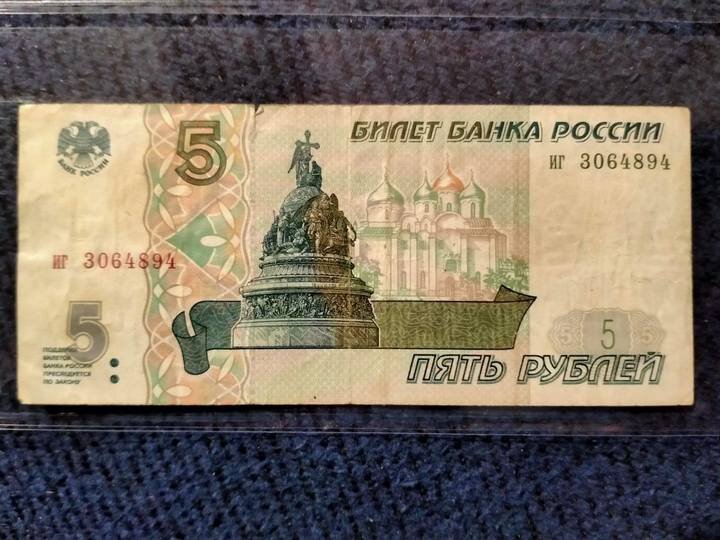 5
БИЛЕТ БАНКА РОССИИ
ИГ 3064894
БАНК РОССИИ
ИГ 3064894
5
ПОДДЕЛКА
БИЛЕТОВ
БАНКА РОССИИ
ПРЕСЛЕДУЕТСЯ
ПО ЗАКОНУ
5 5 5
ПЯТЬ РУБЛЕЙ